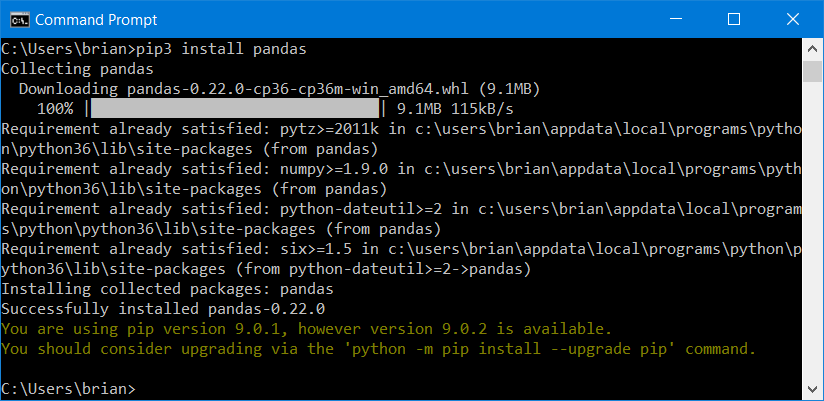 Command Prompt
C:\Users\brian>pip3 install pandas
Collecting pandas
  Downloading pandas-0.22.0-cp36-cp36m-win_amd64.whl (9.1MB)
    100% |████████████████████████████████| 9.1MB 115kB/s
Requirement already satisfied: pytz>=2011k in c:\users\brian\appdata\local\programs\pytho
n\python36\lib\site-packages (from pandas)
Requirement already satisfied: numpy>=1.9.0 in c:\users\brian\appdata\local\programs\pyth
on\python36\lib\site-packages (from pandas)
Requirement already satisfied: python-dateutil>=2 in c:\users\brian\appdata\local\program
s\python\python36\lib\site-packages (from pandas)
Requirement already satisfied: six>=1.5 in c:\users\brian\appdata\local\programs\python\p
ython36\lib\site-packages (from python-dateutil>=2->pandas)
Installing collected packages: pandas
Successfully installed pandas-0.22.0
You are using pip version 9.0.1, however version 9.0.2 is available.
You should consider upgrading via the 'python -m pip install --upgrade pip' command.
C:\Users\brian>